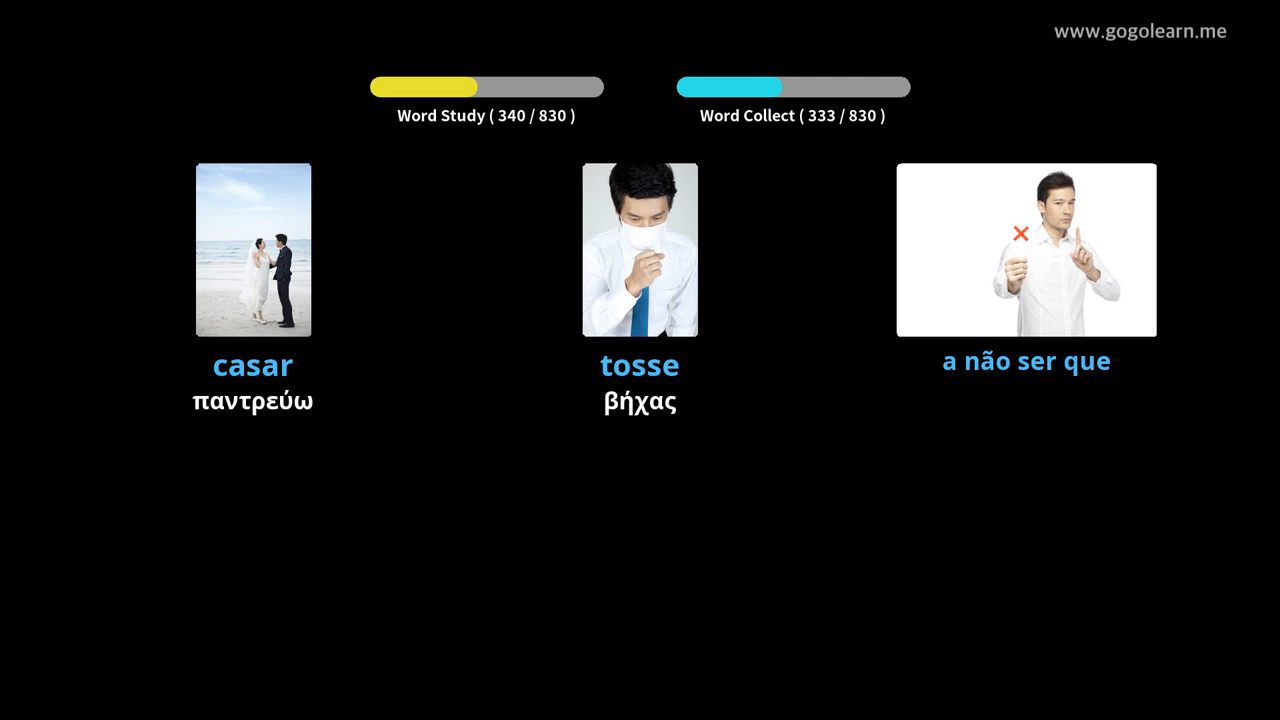 www.gogolearn.me
Word Study ( 340 / 830 )
Word Collect ( 333 / 830 )
casar
παντρεύω
tosse
βήχας
a não ser que